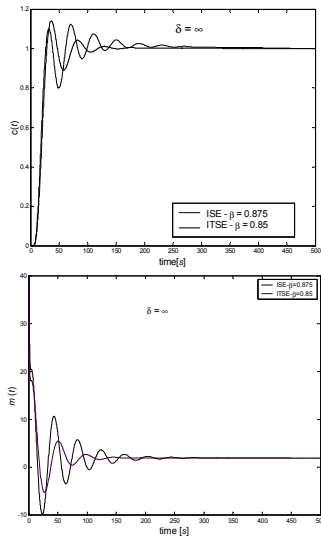 1.2
δ = ∞
1
0.8
c(t)
0.6
0.4
0.2
ISE - β = 0.875
ITSE - β = 0.85
0
0 50 100 150 200 250 300 350 400 450 500
time[s]
40
ISE-β=0.875
ITSE-β=0.85
δ = ∞
30
20
m (t)
10
0
-10
0 50 100 150 200 250 300 350 400 450 500
time [s]